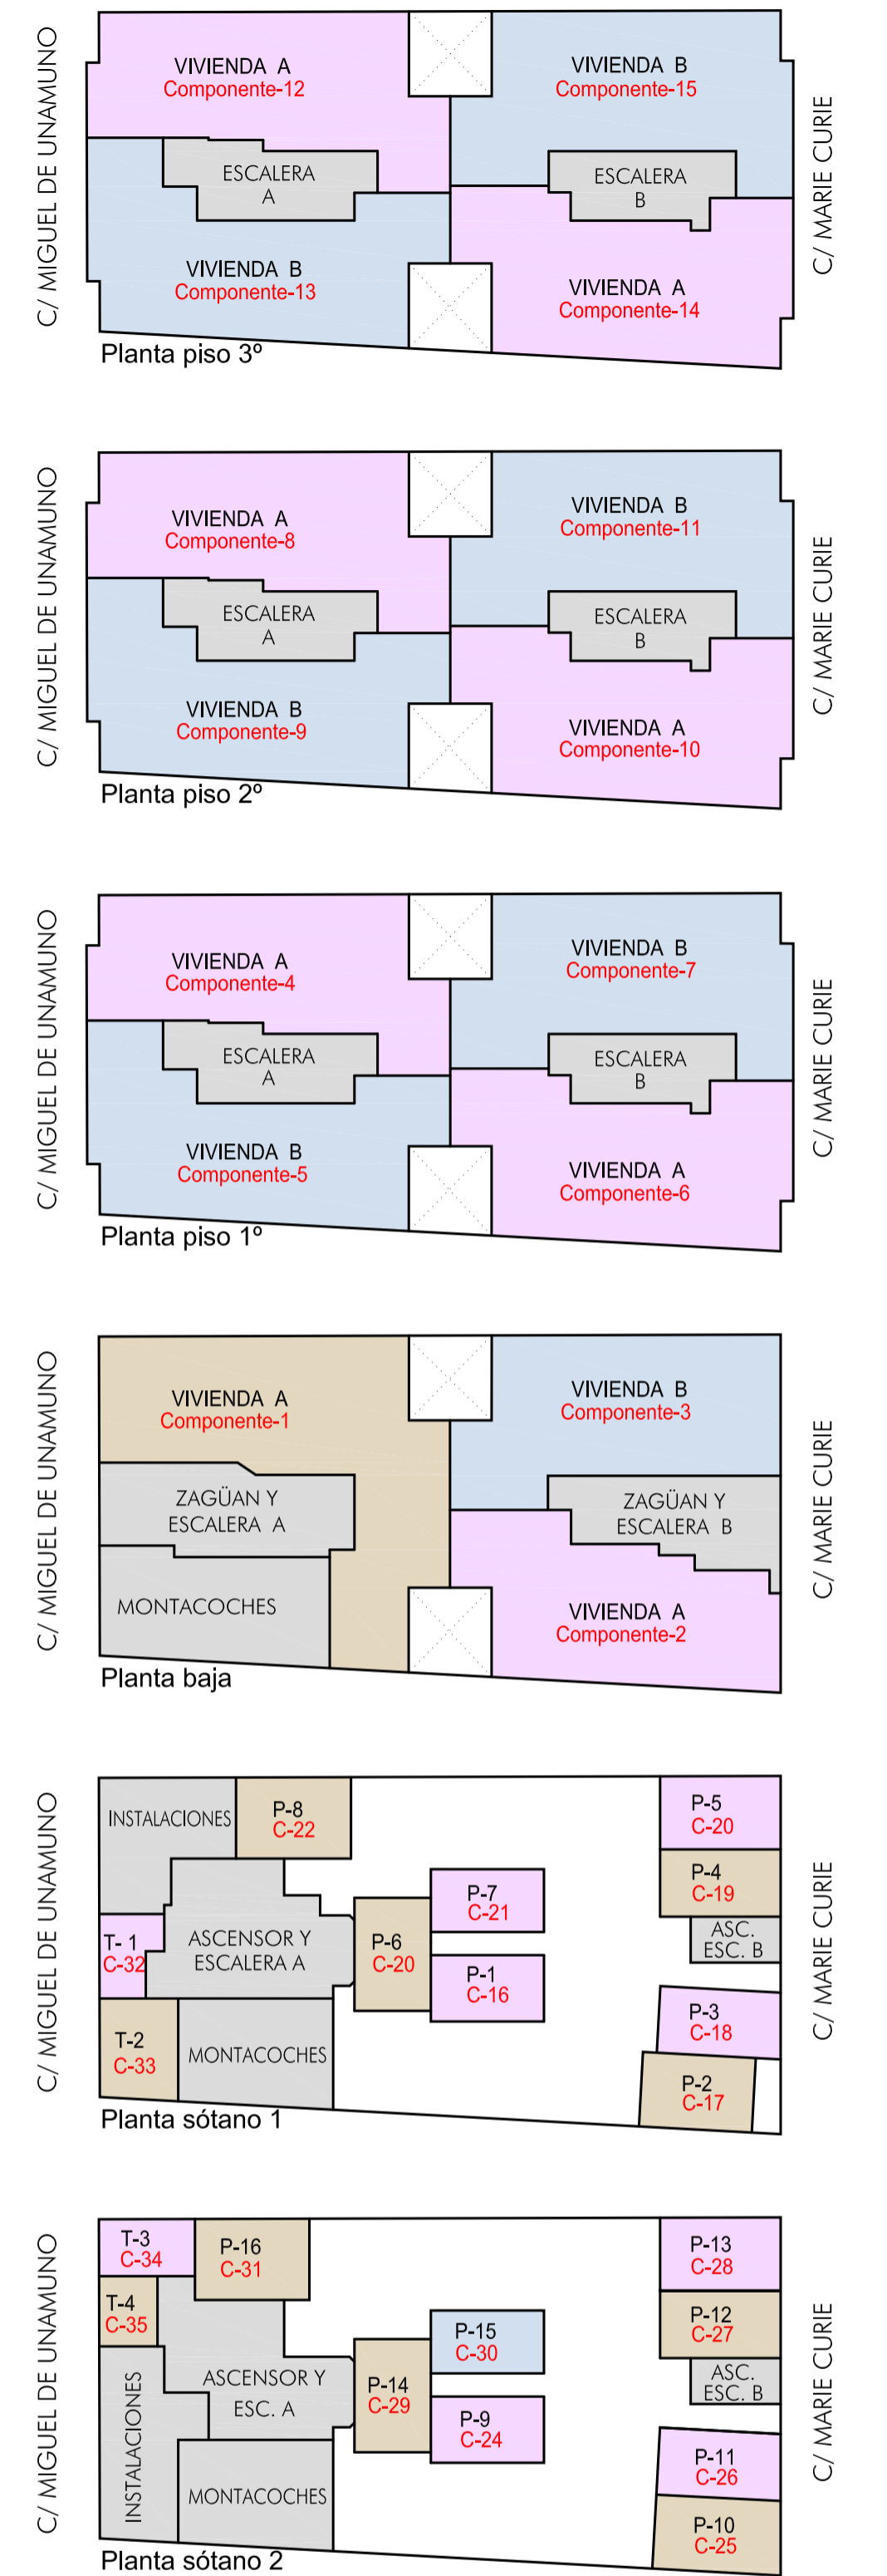 C/ MIGUEL DE UNAMUNO
VIVIENDA A
Componente-12
VIVIENDA B
Componente-15
ESCALERA
A
ESCALERA
B
VIVIENDA B
Componente-13
VIVIENDA A
Componente-14
C/ MARIE CURIE
Planta piso 3º
C/ MIGUEL DE UNAMUNO
VIVIENDA A
Componente-8
VIVIENDA B
Componente-11
ESCALERA
A
ESCALERA
B
VIVIENDA B
Componente-9
VIVIENDA A
Componente-10
C/ MARIE CURIE
Planta piso 2º
C/ MIGUEL DE UNAMUNO
VIVIENDA A
Componente-4
VIVIENDA B
Componente-7
ESCALERA
A
ESCALERA
B
VIVIENDA B
Componente-5
VIVIENDA A
Componente-6
C/ MARIE CURIE
Planta piso 1º
C/ MIGUEL DE UNAMUNO
VIVIENDA A
Componente-1
VIVIENDA B
Componente-3
ZAGÜAN Y
ESCALERA A
ZAGÜAN Y
ESCALERA B
MONTACOCHES
VIVIENDA A
Componente-2
C/ MARIE CURIE
Planta baja
C/ MIGUEL DE UNAMUNO
INSTALACIONES
P-8
C-22
P-5
C-20
P-4
C-19
P-7
C-21
T- 1
C-32
ASCENSOR Y
ESCALERA A
P-6
C-20
ASC.
ESC. B
P-1
C-16
P-3
C-18
T-2
C-33
MONTACOCHES
P-2
C-17
C/ MARIE CURIE
Planta sótano 1
C/ MIGUEL DE UNAMUNO
T-3
C-34
P-16
C-31
P-13
C-28
T-4
C-35
P-12
C-27
P-15
C-30
ASCENSOR Y
ESC. A
P-14
C-29
ASC.
ESC. B
P-9
C-24
INSTALACIONES
P-11
C-26
MONTACOCHES
P-10
C-25
C/ MARIE CURIE
Planta sótano 2